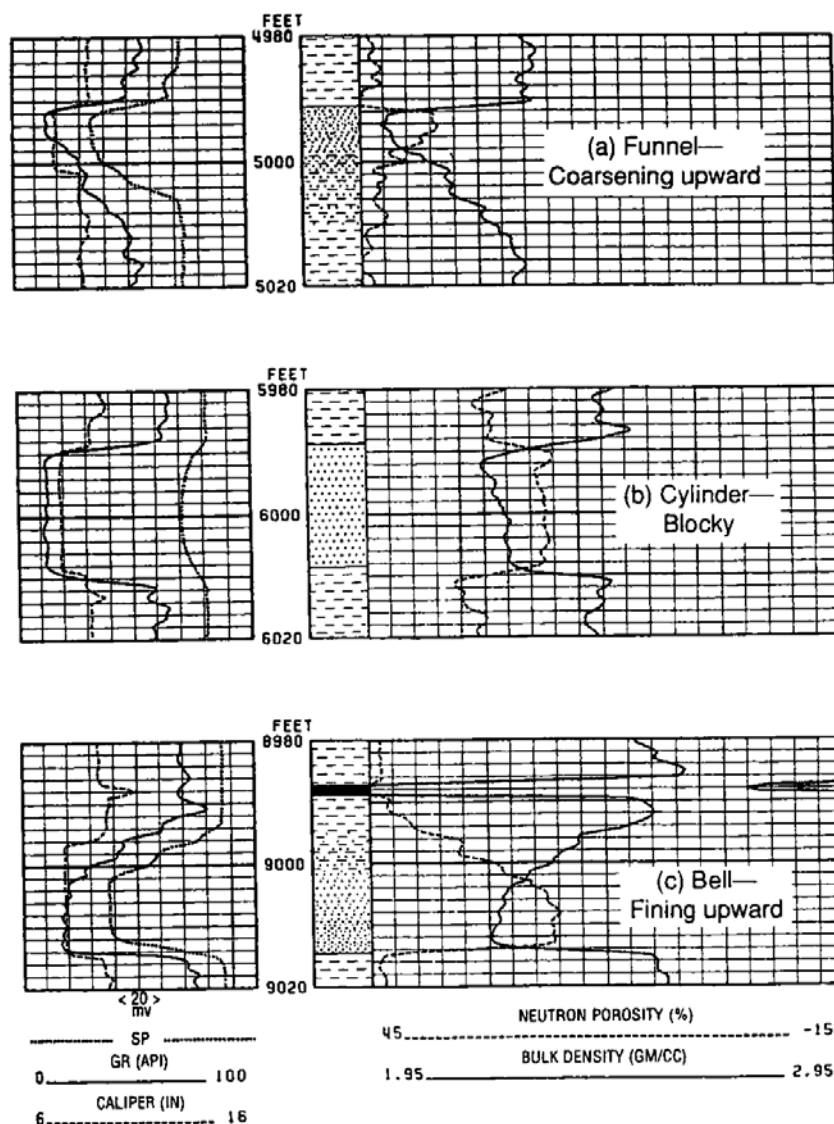 FEET
4980
(a) Funnel—
Coarsening upward
5000
5020
5980
(b) Cylinder—
Blocky
6000
6020
FEET
8980
9000
(c) Bell—
Fining upward
9020
< 20 >
mv
SP
GR (API)
0 100
CALIPER (IN)
6 16
NEUTRON POROSITY (%)
45 -15
BULK DENSITY (GM/CC)
1.95 2.95